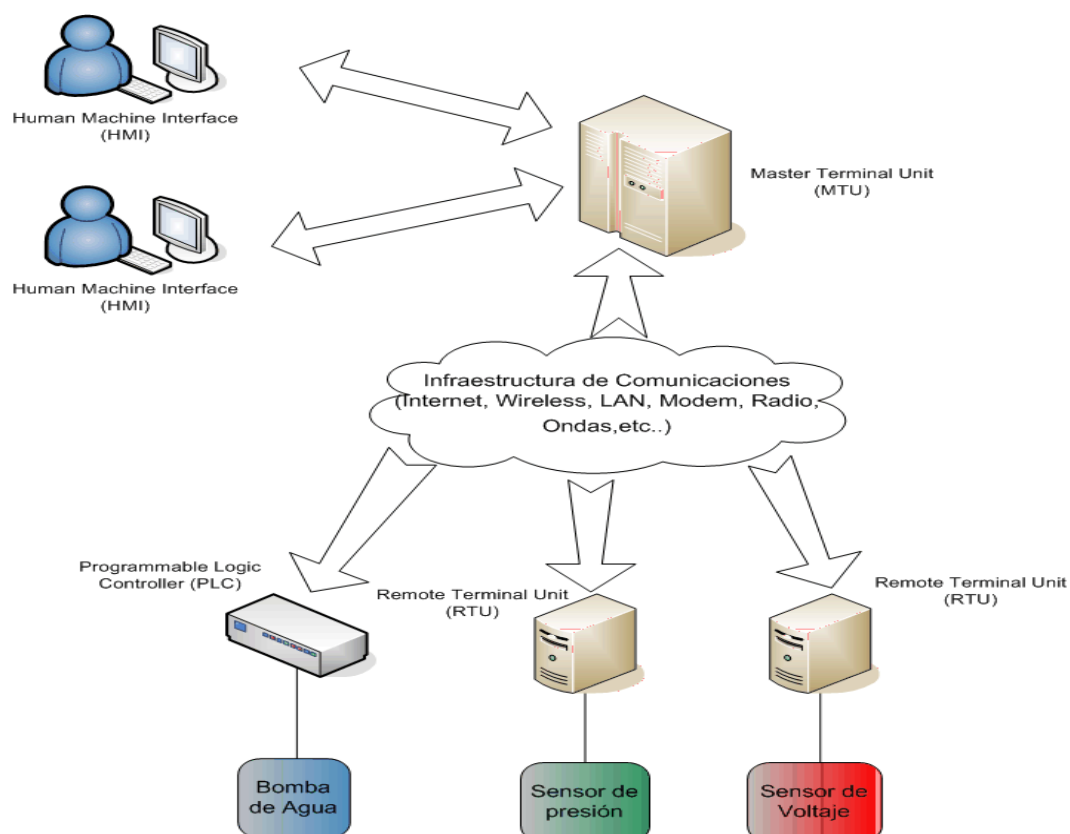 Human Machine Interface
(HMI)
Master Terminal Unit
(MTU)
Human Machine Interface
(HMI)
Infraestructura de Comunicaciones
(Internet, Wireless, LAN, Modem, Radio,
Ondas,etc..)
Programmable Logic
Controller (PLC)
Remote Terminal Unit
(RTU)
Remote Terminal Unit
(RTU)
Bomba
de Agua
Sensor de
presión
Sensor de
Voltaje